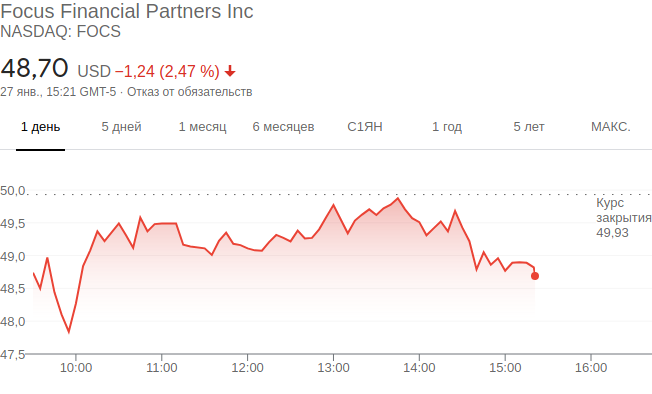 Focus Financial Partners Inc
NASDAQ: FOCS
48,70 USD −1,24 (2,47 %)
27 янв., 15:21 GMT-5 · Отказ от обязательств
1 день 5 дней 1 месяц 6 месяцев С1ЯН 1 год 5 лет МАКС.
50,0
Курс
закрытия
49,93
49,5
49,0
48,5
48,0
47,5
10:00 11:00 12:00 13:00 14:00 15:00 16:00